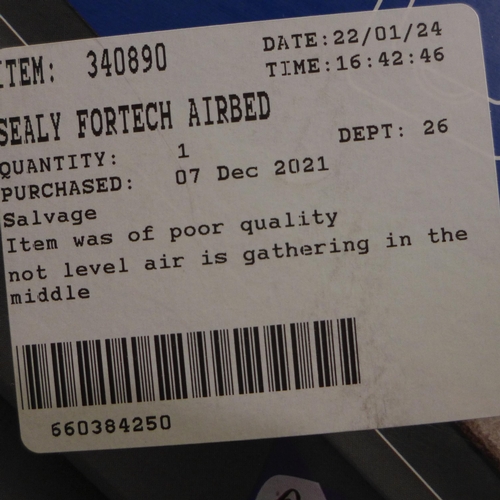 ITEM: 340890
DATE:22/01/24
TIME:16:42:46
SEALY FORTECH AIRBED
QUANTITY: 1
DEPT: 26
PURCHASED: 07 Dec 2021
Salvage
Item was of poor quality
not level air is gathering in the
middle
660384250